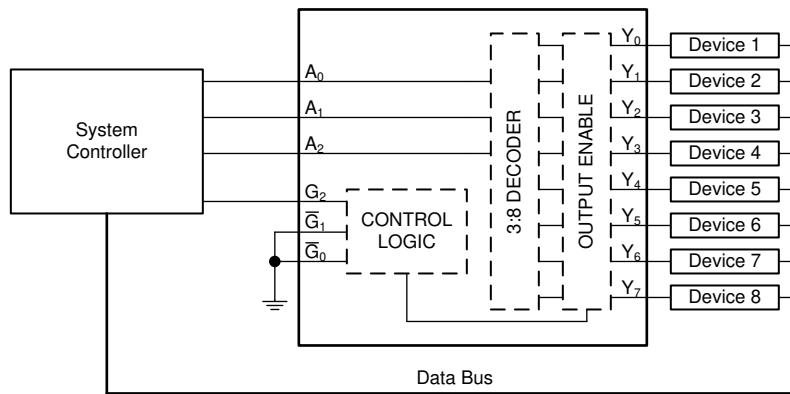 System
Controller
A₀
A₁
A₂
G₂
G̅₁
G̅₀
CONTROL
LOGIC
3:8 DECODER
OUTPUT ENABLE
Y₀
Y₁
Y₂
Y₃
Y₄
Y₅
Y₆
Y₇
Device 1
Device 2
Device 3
Device 4
Device 5
Device 6
Device 7
Device 8
Data Bus